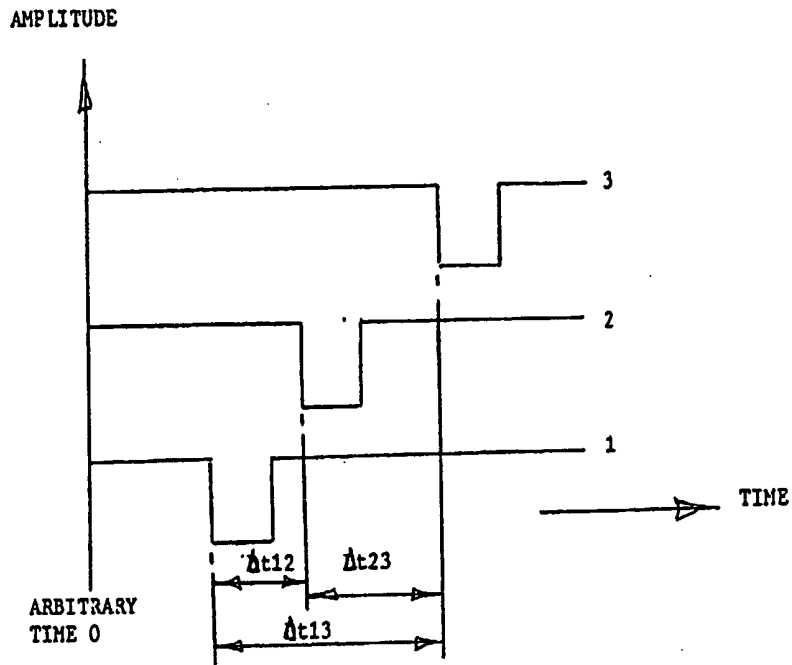 AMPLITUDE
3
2
1
TIME
Δt12
Δt23
ARBITRARY
TIME 0
Δt13